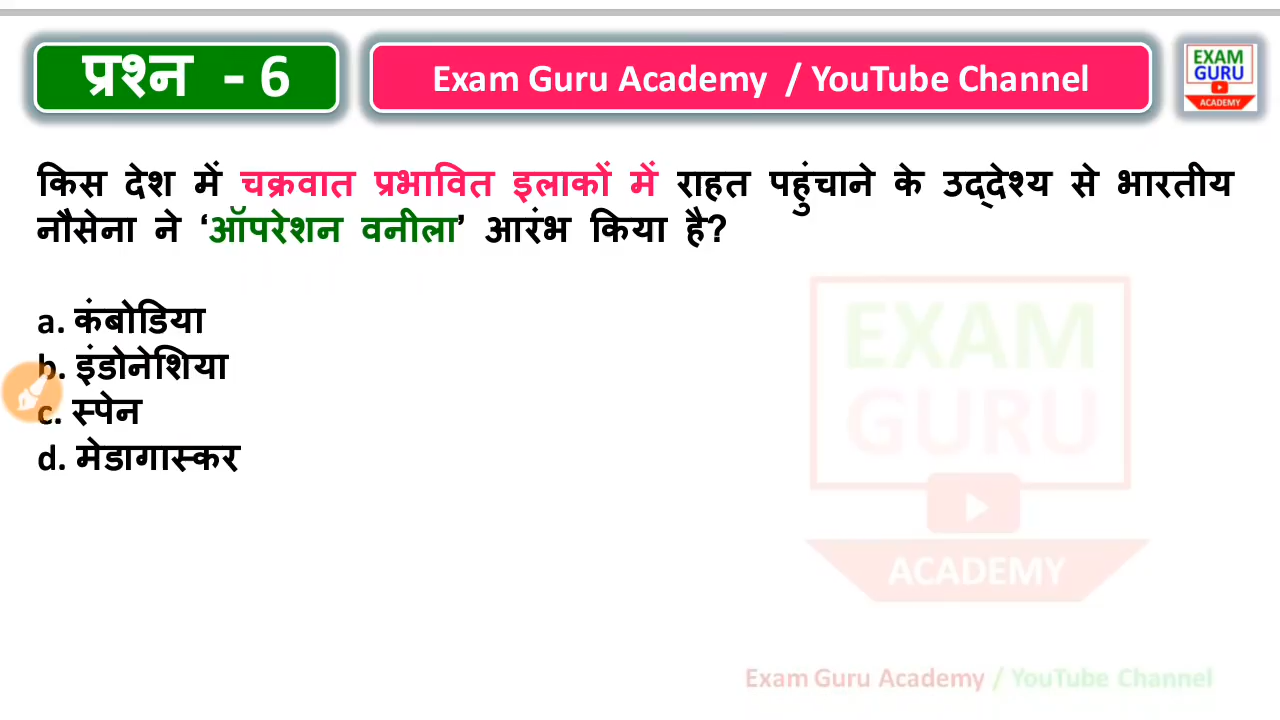 प्रश्न - 6
Exam Guru Academy / YouTube Channel
EXAM
GURU
ACADEMY
किस देश में चक्रवात प्रभावित इलाकों में राहत पहुंचाने के उद्देश्य से भारतीय
नौसेना ने ‘ऑपरेशन वनीला’ आरंभ किया है?
a. कंबोडिया
b. इंडोनेशिया
c. स्पेन
d. मेडागास्कर
EXAM
GURU
ACADEMY
Exam Guru Academy / YouTube Channel